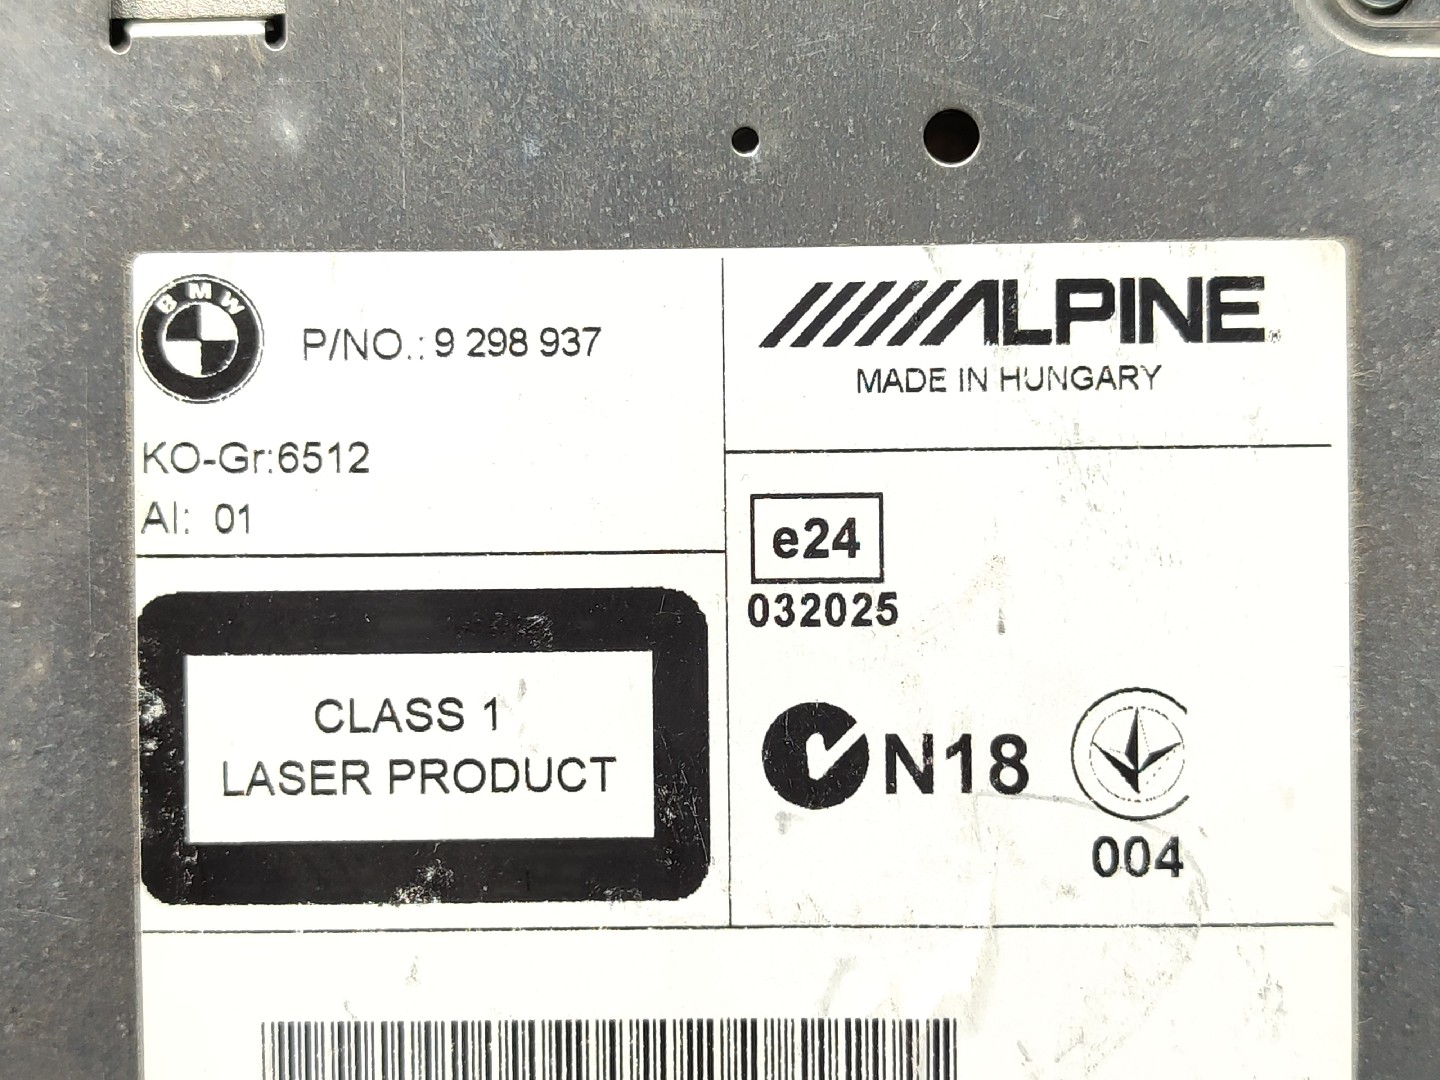 BMW
P/NO.: 9 298 937
KO-Gr:6512
AI: 01
ALPINE
MADE IN HUNGARY
e24
032025
CLASS 1
LASER PRODUCT
N18
004